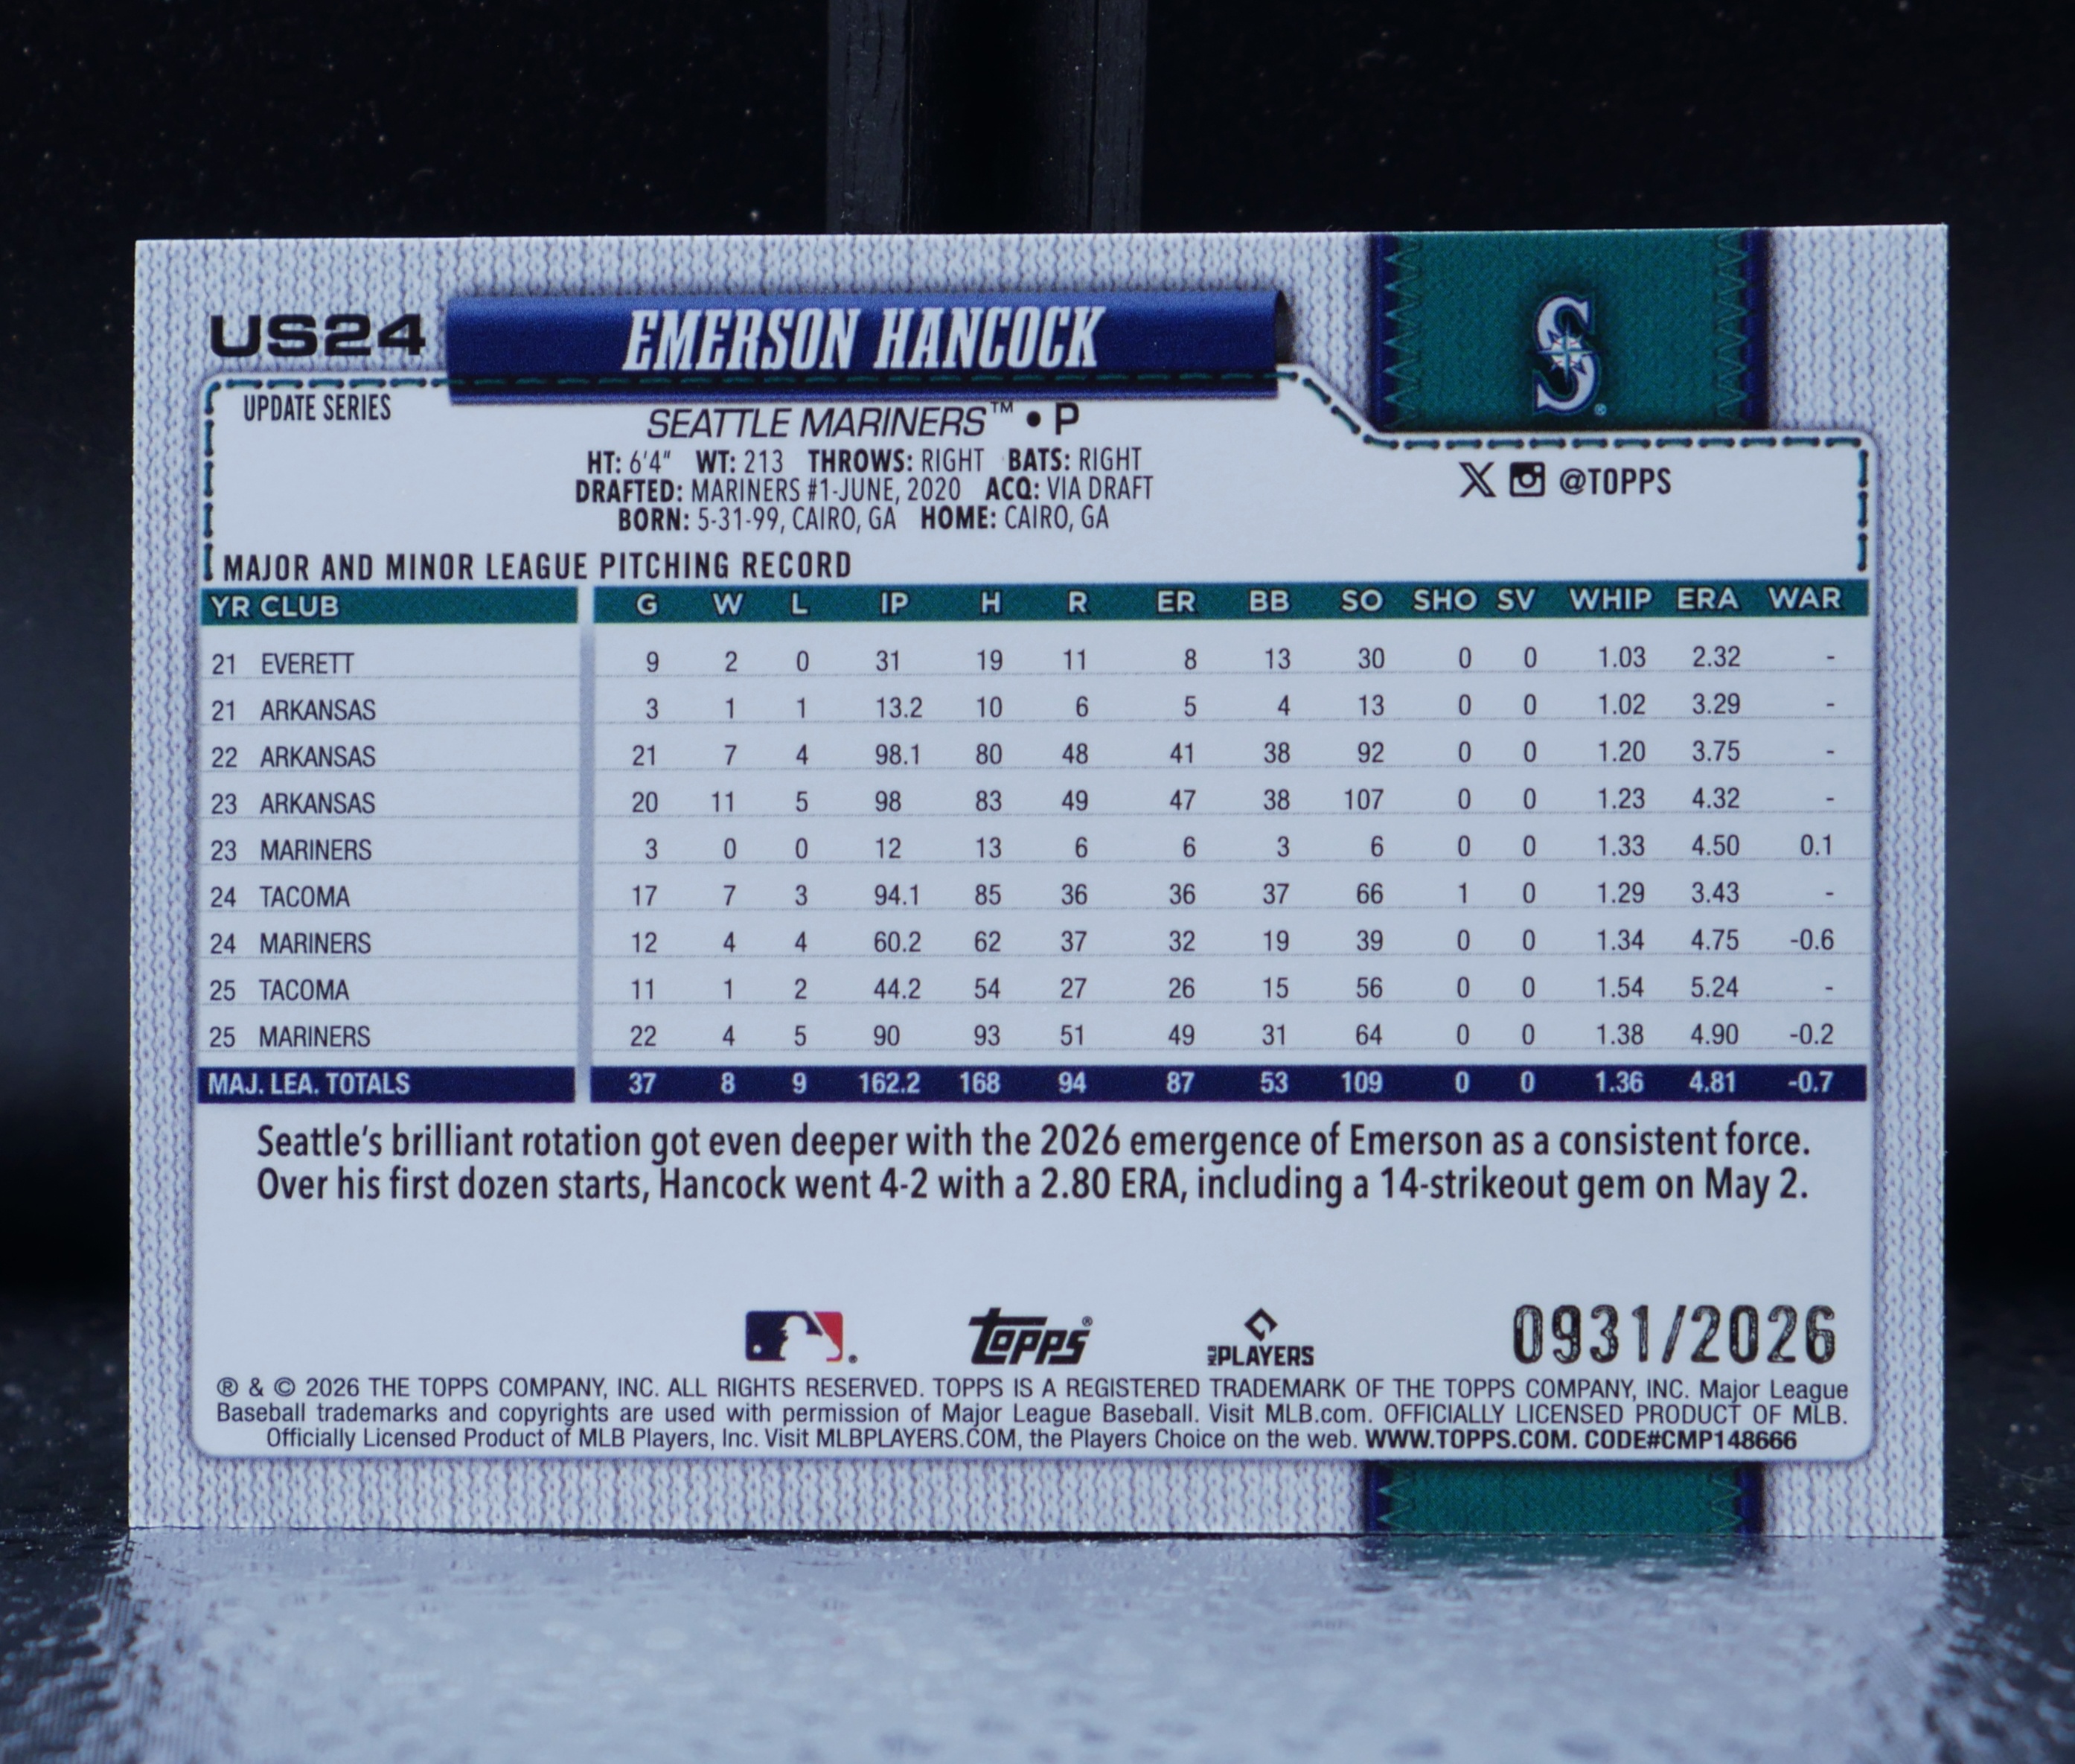 US24 EMERSON HANCOCK
S
UPDATE SERIES
SEATTLE MARINERS™ • P
HT: 6'4" WT: 213 THROWS: RIGHT BATS: RIGHT
DRAFTED: MARINERS #1-JUNE, 2020 ACQ: VIA DRAFT
BORN: 5-31-99, CAIRO, GA HOME: CAIRO, GA
X @TOPPS
MAJOR AND MINOR LEAGUE PITCHING RECORD
YR CLUB G W L IP H R ER BB SO SHO SV WHIP ERA WAR
21 EVERETT 9 2 0 31 19 11 8 13 30 0 0 1.03 2.32 -
21 ARKANSAS 3 1 1 13.2 10 6 5 4 13 0 0 1.02 3.29 -
22 ARKANSAS 21 7 4 98.1 80 48 41 38 92 0 0 1.20 3.75 -
23 ARKANSAS 20 11 5 98 83 49 47 38 107 0 0 1.23 4.32 -
23 MARINERS 3 0 0 12 13 6 6 3 6 0 0 1.33 4.50 0.1
24 TACOMA 17 7 3 94.1 85 36 36 37 66 1 0 1.29 3.43 -
24 MARINERS 12 4 4 60.2 62 37 32 19 39 0 0 1.34 4.75 -0.6
25 TACOMA 11 1 2 44.2 54 27 26 15 56 0 0 1.54 5.24 -
25 MARINERS 22 4 5 90 93 51 49 31 64 0 0 1.38 4.90 -0.2
MAJ. LEA. TOTALS 37 8 9 162.2 168 94 87 53 109 0 0 1.36 4.81 -0.7
Seattle's brilliant rotation got even deeper with the 2026 emergence of Emerson as a consistent force.
Over his first dozen starts, Hancock went 4-2 with a 2.80 ERA, including a 14-strikeout gem on May 2.
topps® MLB PLAYERS 0931/2026
® & © 2026 THE TOPPS COMPANY, INC. ALL RIGHTS RESERVED. TOPPS IS A REGISTERED TRADEMARK OF THE TOPPS COMPANY, INC. Major League
Baseball trademarks and copyrights are used with permission of Major League Baseball. Visit MLB.com. OFFICIALLY LICENSED PRODUCT OF MLB.
Officially Licensed Product of MLB Players, Inc. Visit MLBPLAYERS.COM, the Players Choice on the web. WWW.TOPPS.COM. CODE#CMP148666